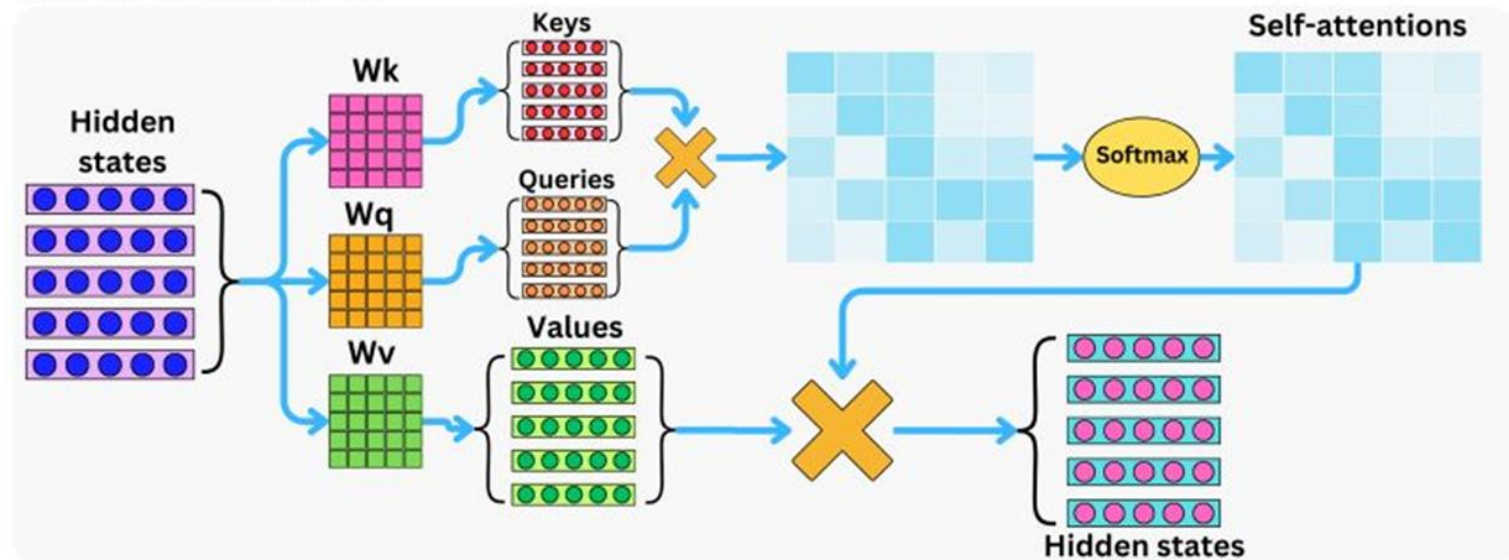 Keys
Self-attentions
Wk
Hidden
states
Softmax
Queries
Wq
Values
Wv
Hidden states